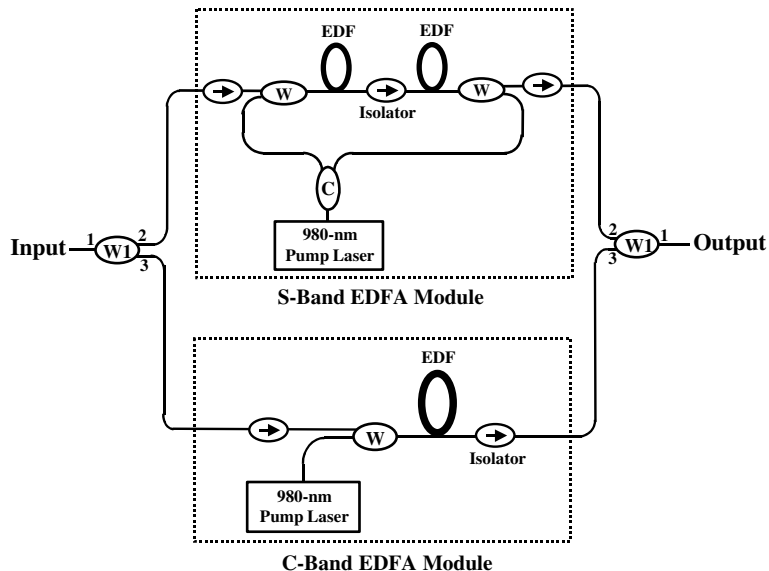 EDF
EDF
W
W
Isolator
C
980-nm
Pump Laser
Input
1
W1
2
3
2
3
W1
1
Output
S-Band EDFA Module
EDF
W
Isolator
980-nm
Pump Laser
C-Band EDFA Module